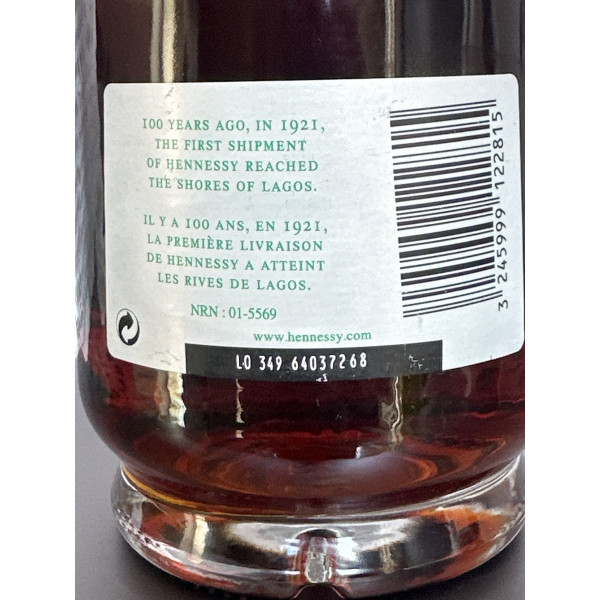 100 YEARS AGO, IN 1921,
THE FIRST SHIPMENT
OF HENNESSY REACHED
THE SHORES OF LAGOS.
IL Y A 100 ANS, EN 1921,
LA PREMIÈRE LIVRAISON
DE HENNESSY A ATTEINT
LES RIVES DE LAGOS.
NRN : 01-5569
www.hennessy.com
L0 349 64037268
3 245999 122815